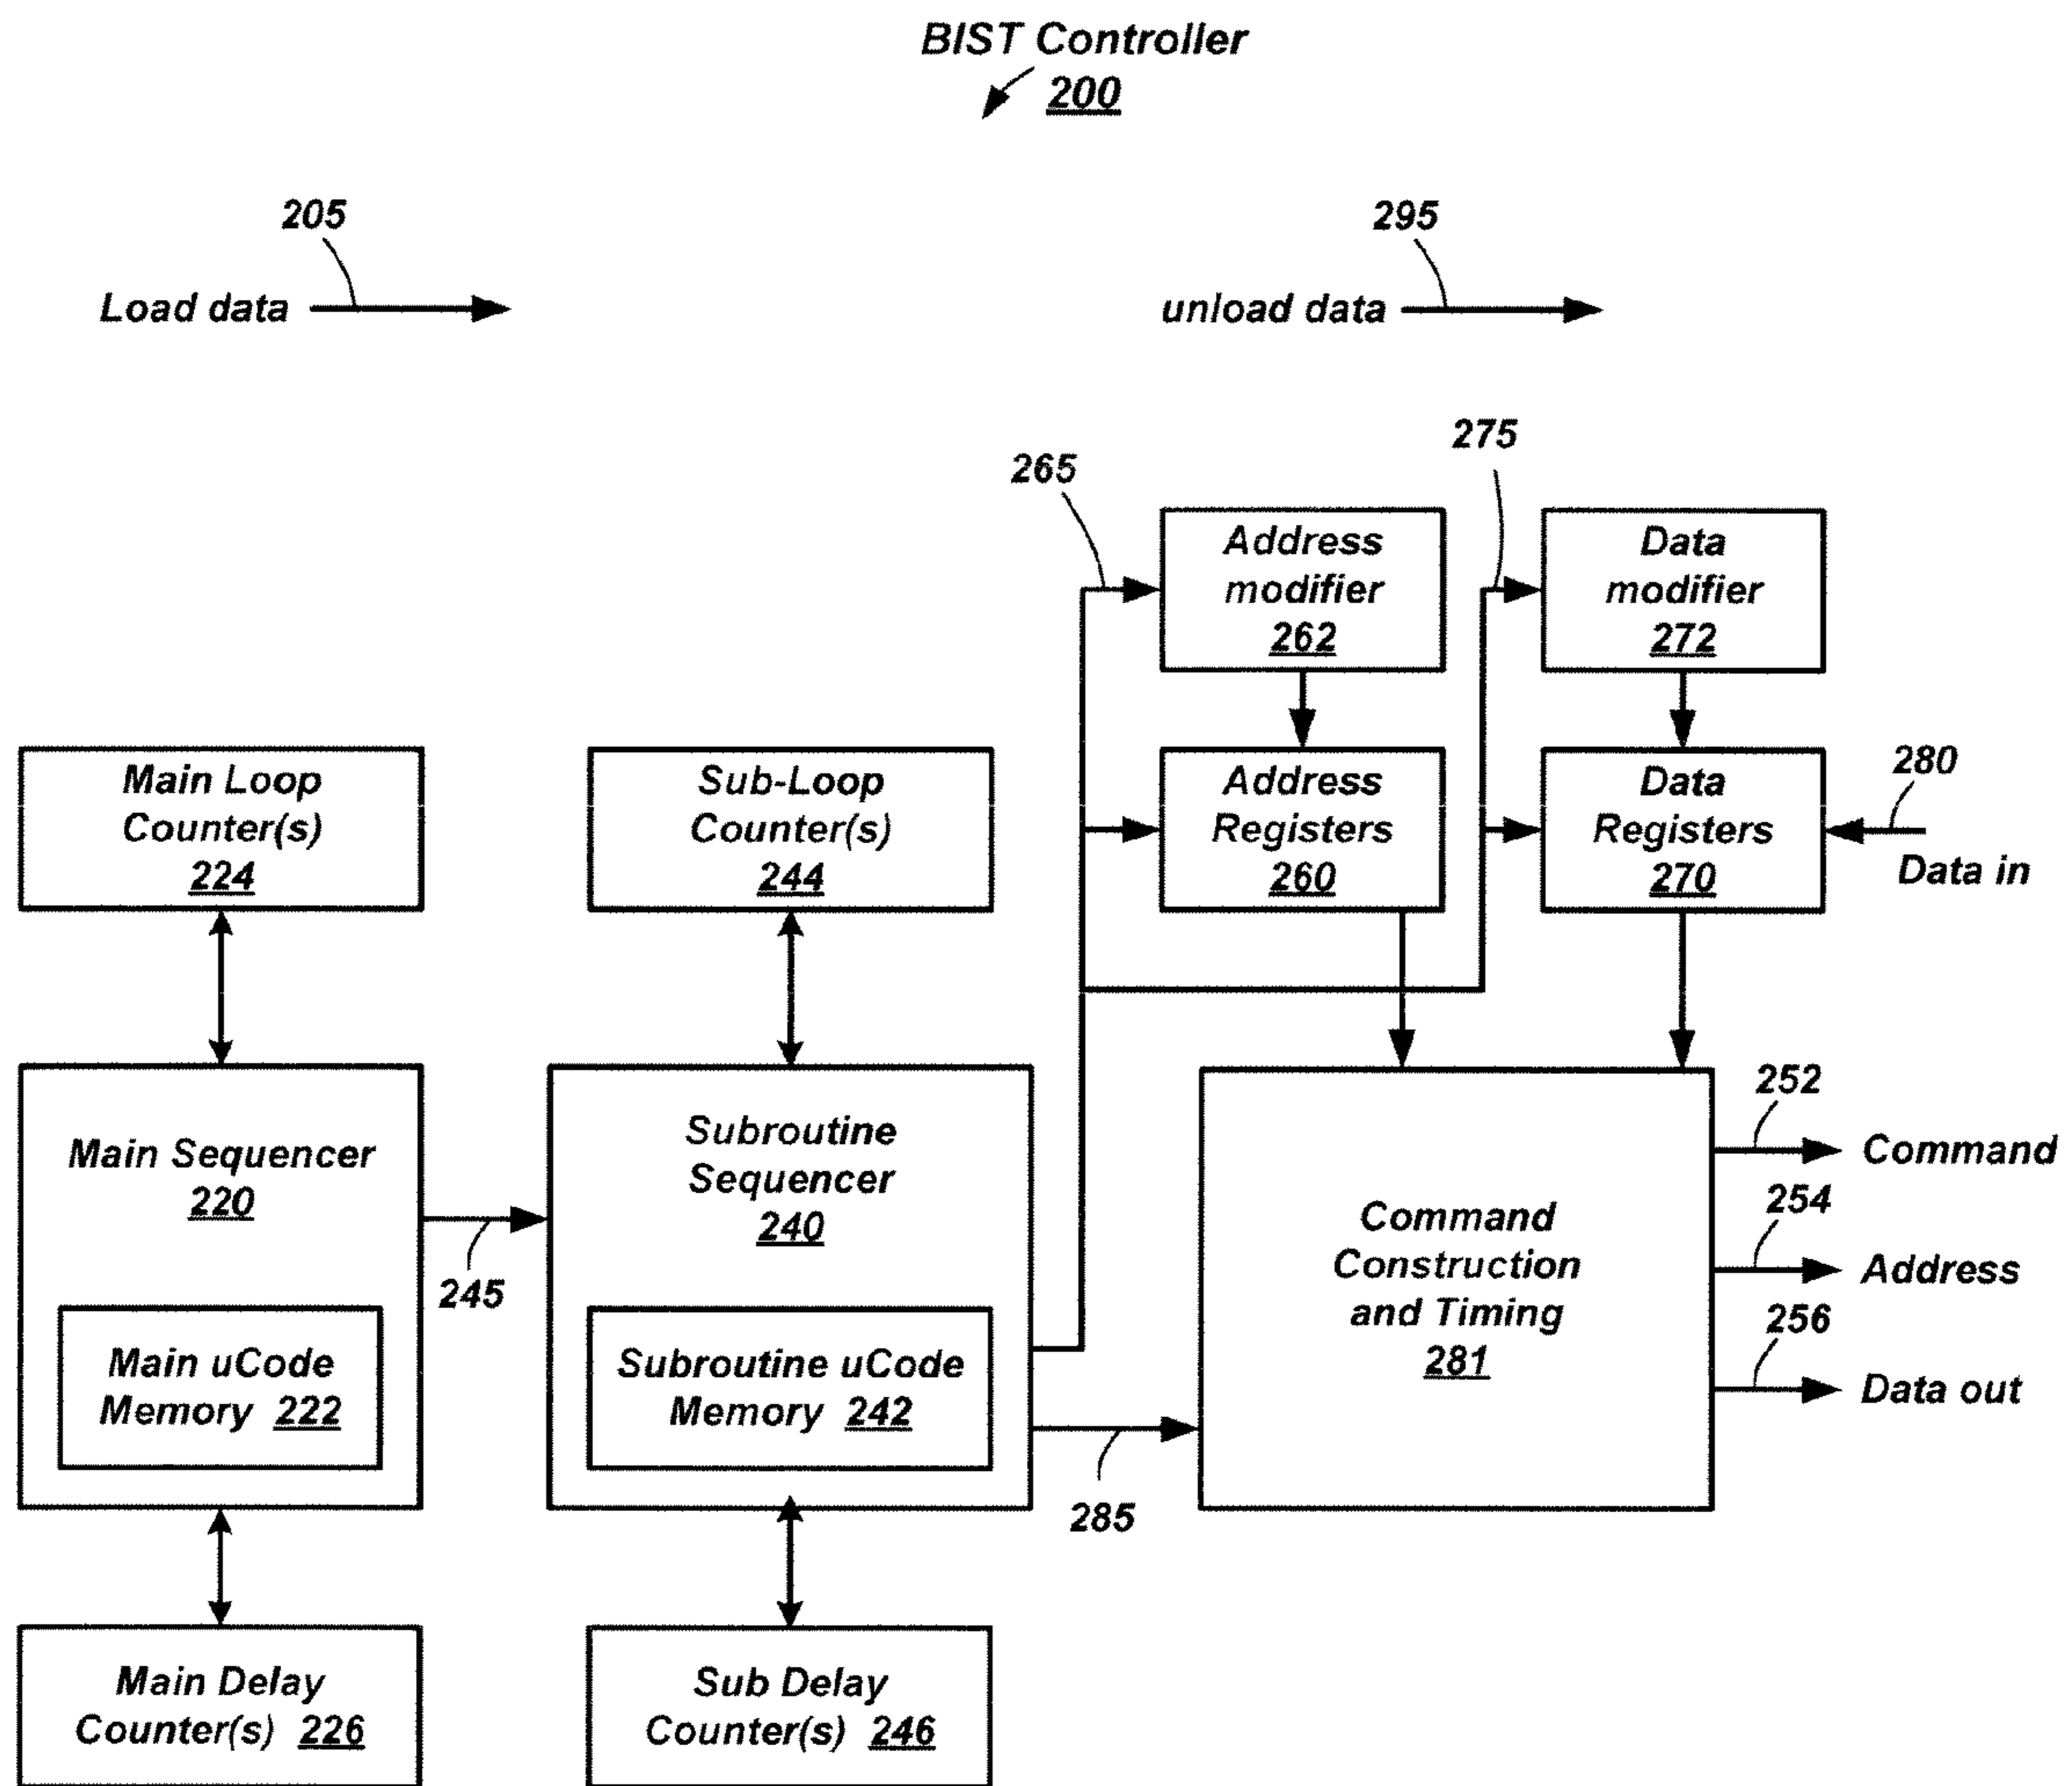 BIST Controller
200
205
295
Load data
unload data
265
275
Address
modifier
262
Data
modifier
272
Main Loop
Counter(s)
224
Sub-Loop
Counter(s)
244
Address
Registers
260
Data
Registers
270
280
Data in
Main Sequencer
220
Main uCode
Memory 222
245
Subroutine
Sequencer
240
Subroutine uCode
Memory 242
285
Command
Construction
and Timing
281
252
Command
254
Address
256
Data out
Main Delay
Counter(s) 226
Sub Delay
Counter(s) 246